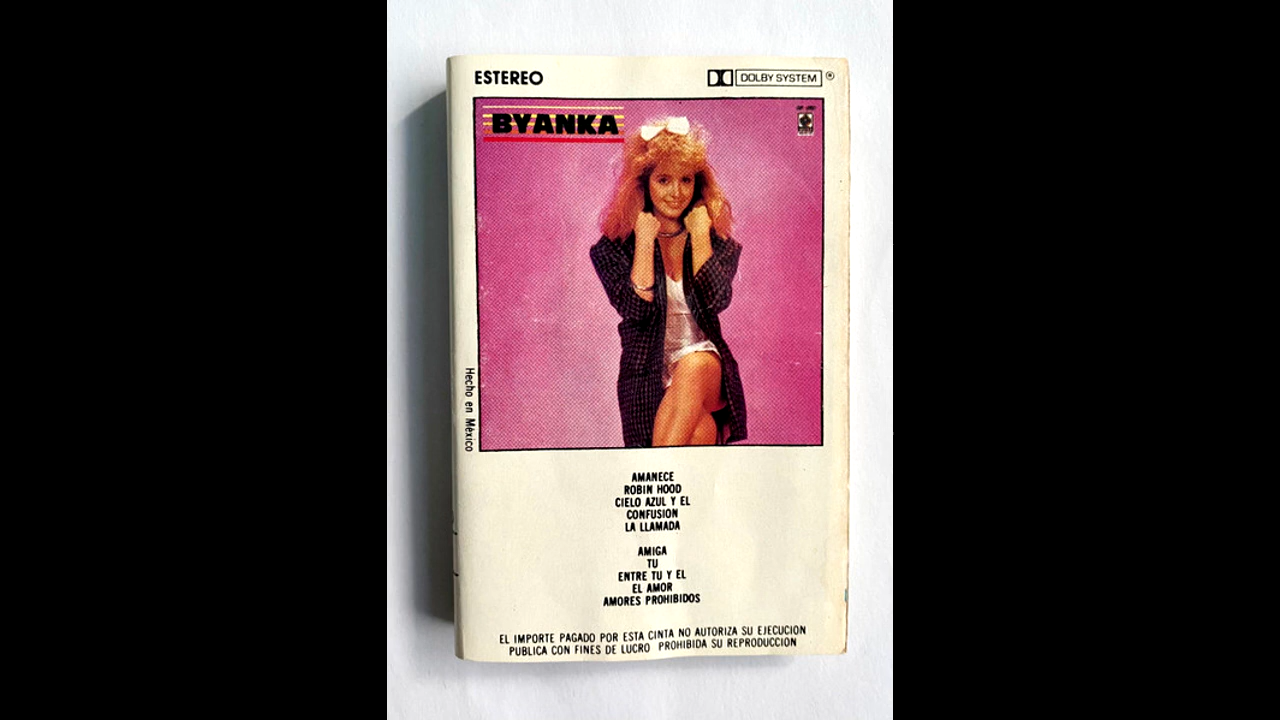 ESTEREO
DOLBY SYSTEM ®
BYANKA
Hecho en México
AMANECE
ROBIN HOOD
CIELO AZUL Y EL
CONFUSION
LA LLAMADA
AMIGA
TU
ENTRE TU Y EL
EL AMOR
AMORES PROHIBIDOS
EL IMPORTE PAGADO POR ESTA CINTA NO AUTORIZA SU EJECUCION
PUBLICA CON FINES DE LUCRO PROHIBIDA SU REPRODUCCION